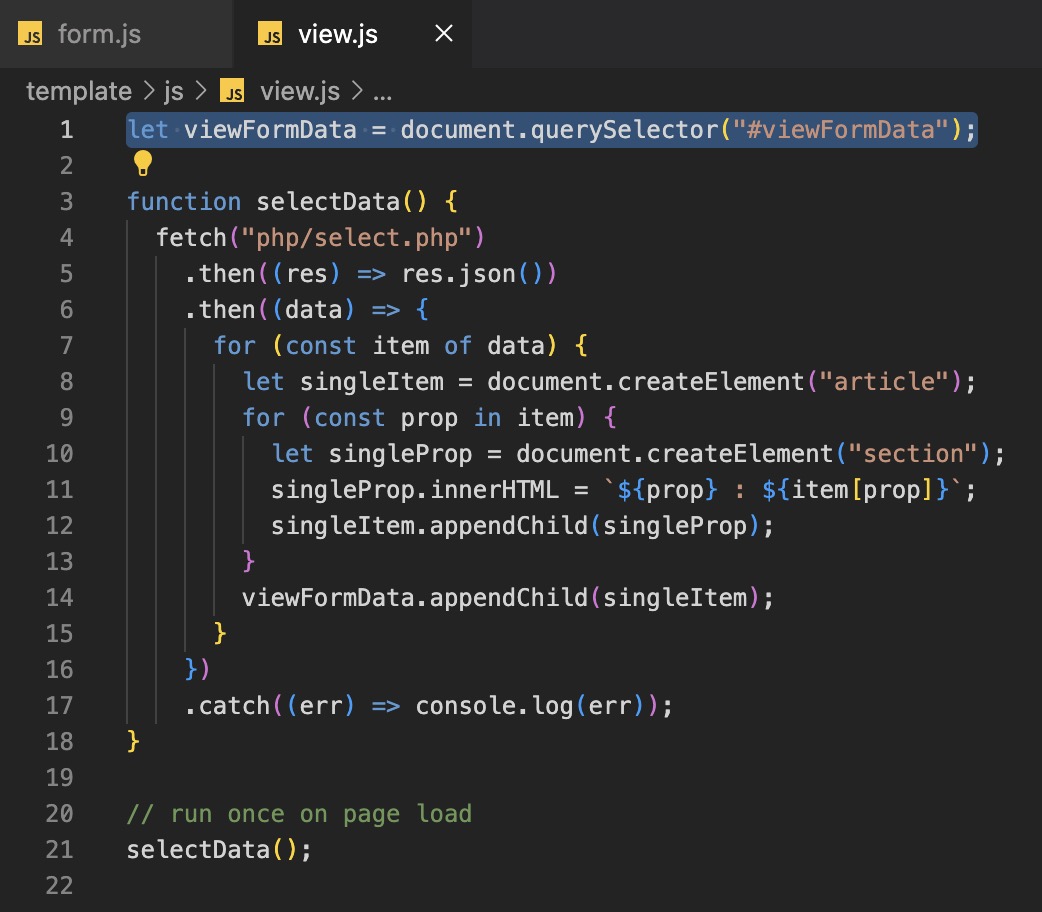 JS form.js JS view.js ×
template > js > JS view.js > ...
1 let viewFormData = document.querySelector("#viewFormData");
2
3 function selectData() {
4   fetch("php/select.php")
5     .then((res) => res.json())
6     .then((data) => {
7       for (const item of data) {
8         let singleItem = document.createElement("article");
9         for (const prop in item) {
10           let singleProp = document.createElement("section");
11           singleProp.innerHTML = `${prop} : ${item[prop]}`;
12           singleItem.appendChild(singleProp);
13         }
14         viewFormData.appendChild(singleItem);
15       }
16     })
17     .catch((err) => console.log(err));
18 }
19
20 // run once on page load
21 selectData();
22